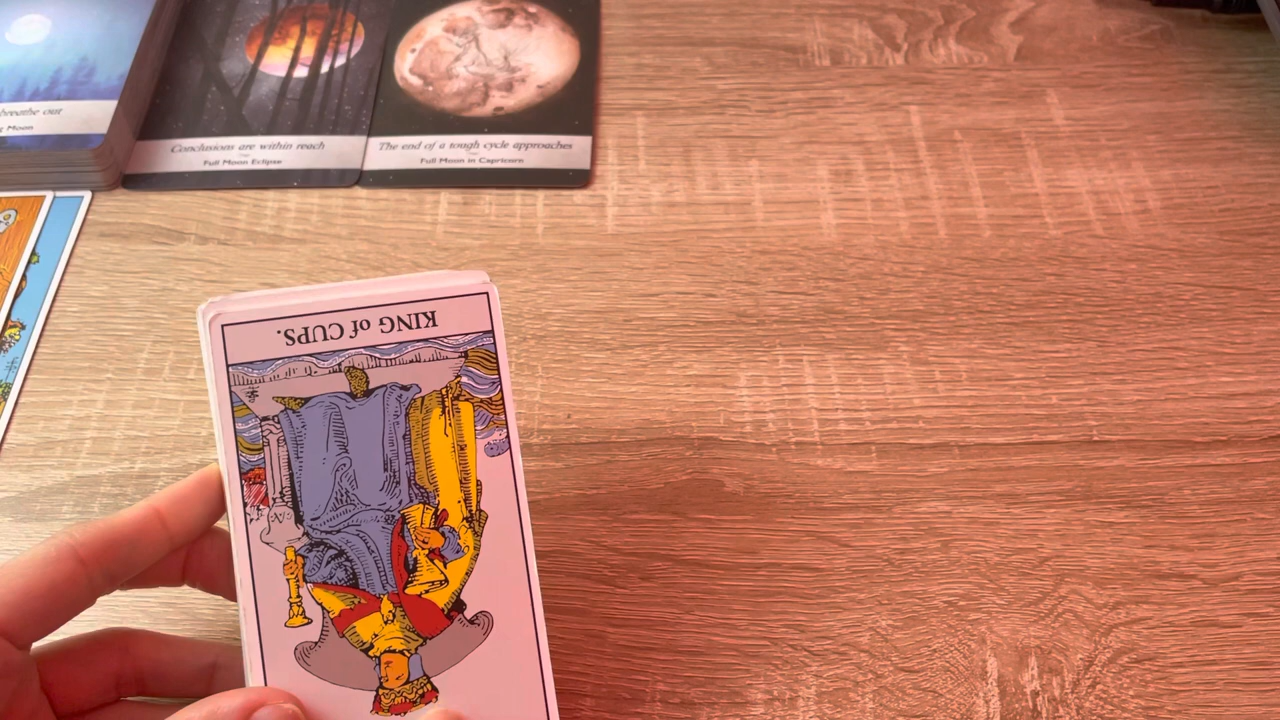 breathe out
Moon
Conclusions are within reach
Full Moon Eclipse
The end of a tough cycle approaches
Full Moon in Capricorn
KING of CUPS.